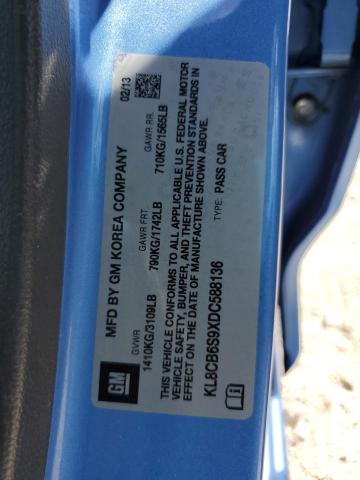 MFD BY GM KOREA COMPANY 02/13
GVWR GAWR FRT GAWR RR
1410KG/3109LB 790KG/1742LB 710KG/1565LB
THIS VEHICLE CONFORMS TO ALL APPLICABLE U.S. FEDERAL MOTOR
VEHICLE SAFETY, BUMPER, AND THEFT PREVENTION STANDARDS IN
EFFECT ON THE DATE OF MANUFACTURE SHOWN ABOVE.
KL8CB6S9XDC588136 TYPE: PASS CAR
GM